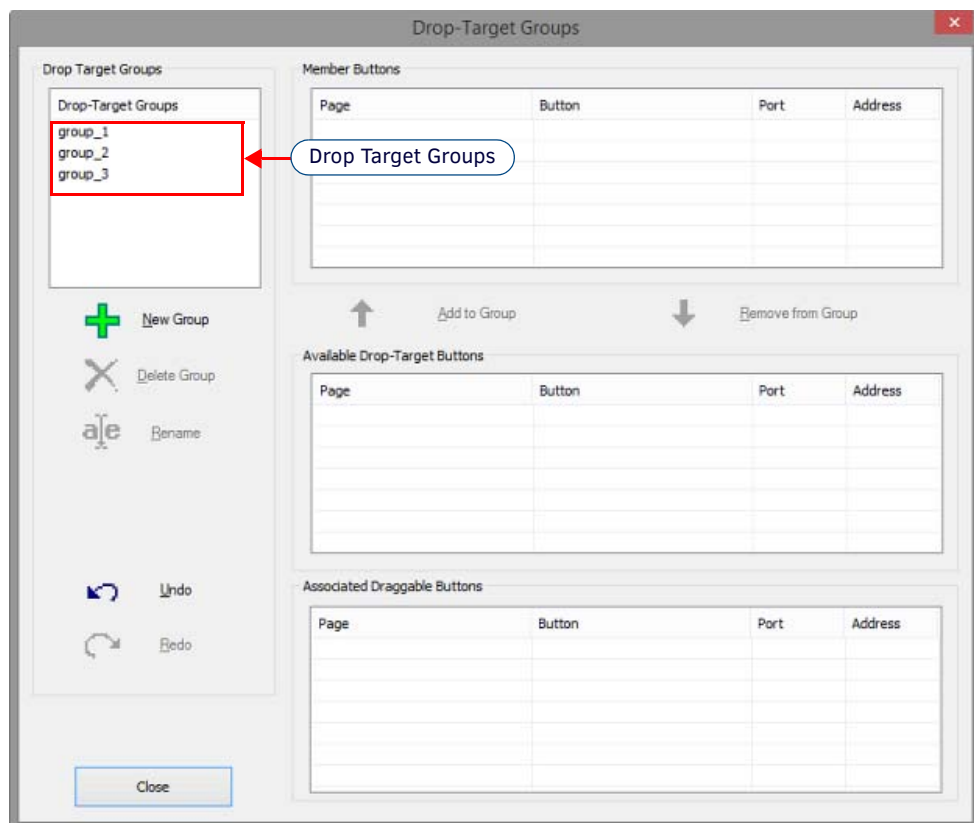 Drop-Target Groups
Drop Target Groups
Drop-Target Groups
group_1
group_2
group_3
Drop Target Groups
New Group
Delete Group
a|e Rename
Undo
Redo
Close
Member Buttons
Page Button Port Address
Add to Group Remove from Group
Available Drop-Target Buttons
Page Button Port Address
Associated Draggable Buttons
Page Button Port Address